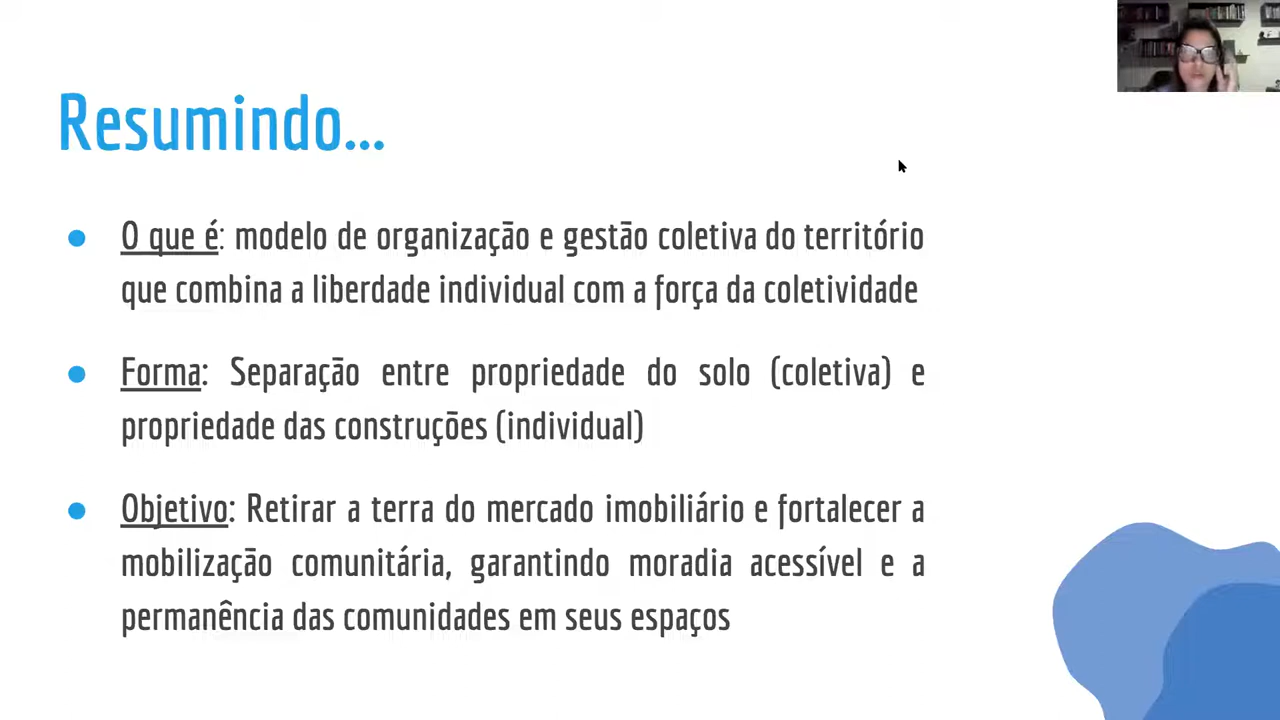 Resumindo...
O que é: modelo de organização e gestão coletiva do território
que combina a liberdade individual com a força da coletividade
Forma: Separação entre propriedade do solo (coletiva) e
propriedade das construções (individual)
Objetivo: Retirar a terra do mercado imobiliário e fortalecer a
mobilização comunitária, garantindo moradia acessível e a
permanência das comunidades em seus espaços